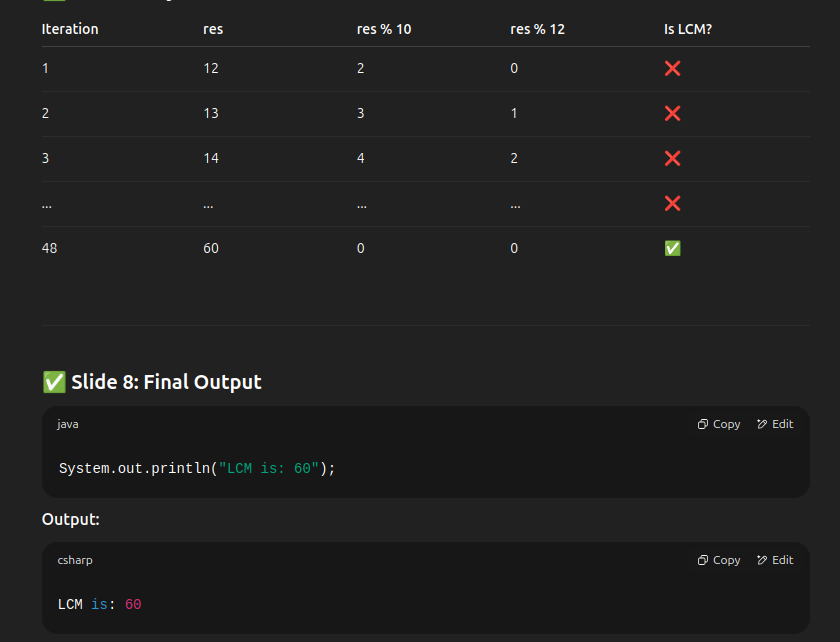 Iteration res res % 10 res % 12 Is LCM?
1 12 2 0 ❌
2 13 3 1 ❌
3 14 4 2 ❌
... ... ... ... ❌
48 60 0 0 ✅
✅ Slide 8: Final Output
java Copy Edit
System.out.println("LCM is: 60");
Output:
csharp Copy Edit
LCM is: 60